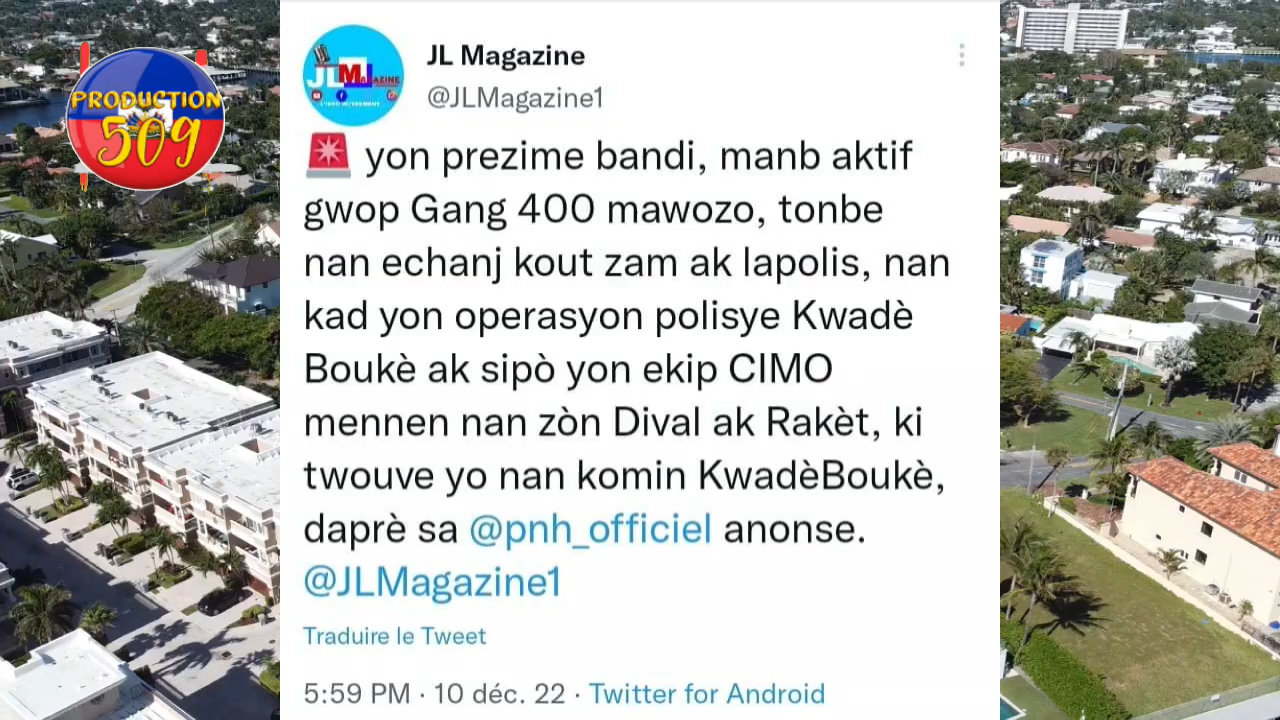 PRODUCTION
509
JLMAGAZINE
JL Magazine
@JLMagazine1
🚨 yon prezime bandi, manb aktif
gwop Gang 400 mawozo, tonbe
nan echanj kout zam ak lapolis, nan
kad yon operasyon polisye Kwadè
Boukè ak sipò yon ekip CIMO
mennen nan zòn Dival ak Rakèt, ki
twouve yo nan komin KwadèBoukè,
daprè sa @pnh_officiel anonse.
@JLMagazine1
Traduire le Tweet
5:59 PM · 10 déc. 22 · Twitter for Android